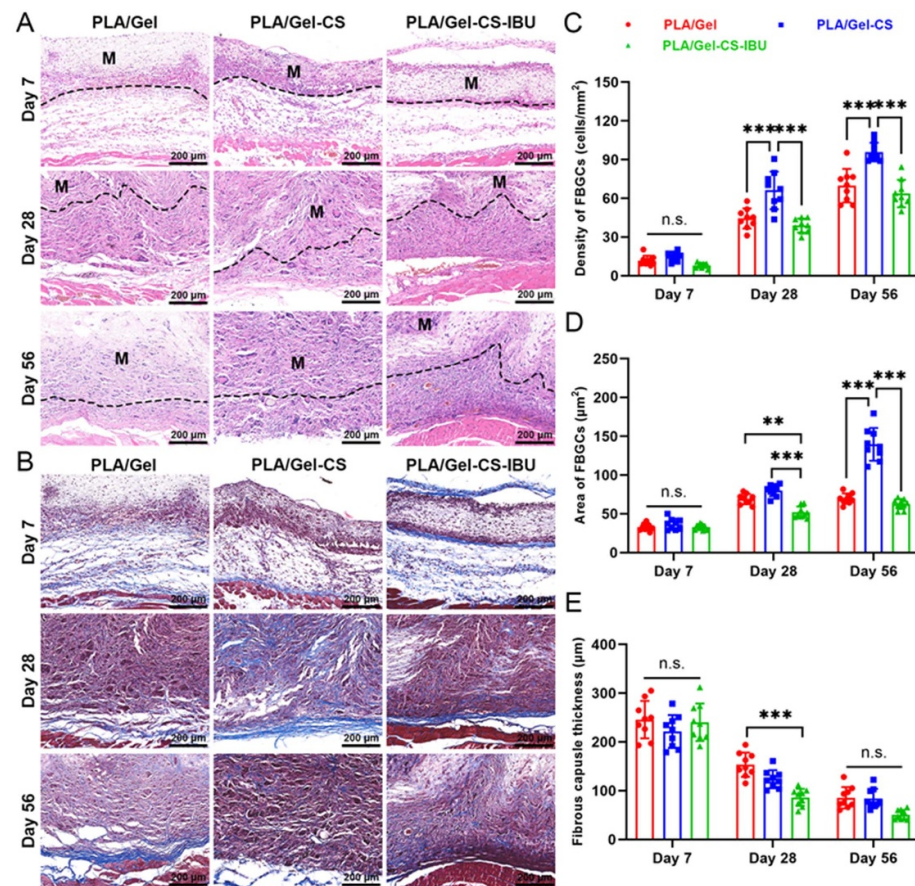 A PLA/Gel PLA/Gel-CS PLA/Gel-CS-IBU
Day 7 M M M
200 µm 200 µm 200 µm
Day 28 M M M
200 µm 200 µm 200 µm
Day 56 M M M
200 µm 200 µm 200 µm
B PLA/Gel PLA/Gel-CS PLA/Gel-CS-IBU
Day 7
200 µm 200 µm 200 µm
Day 28
200 µm 200 µm 200 µm
Day 56
200 µm 200 µm 200 µm
C PLA/Gel PLA/Gel-CS
PLA/Gel-CS-IBU
Density of FBGCs (cells/mm²)
150
120
90
60
30
0
n.s. *** *** *** ***
Day 7 Day 28 Day 56
D
Area of FBGCs (µm²)
250
200
150
100
50
0
n.s. ** *** *** ***
Day 7 Day 28 Day 56
E
Fibrous capusle thickness (µm)
400
300
200
100
0
n.s. *** n.s.
Day 7 Day 28 Day 56